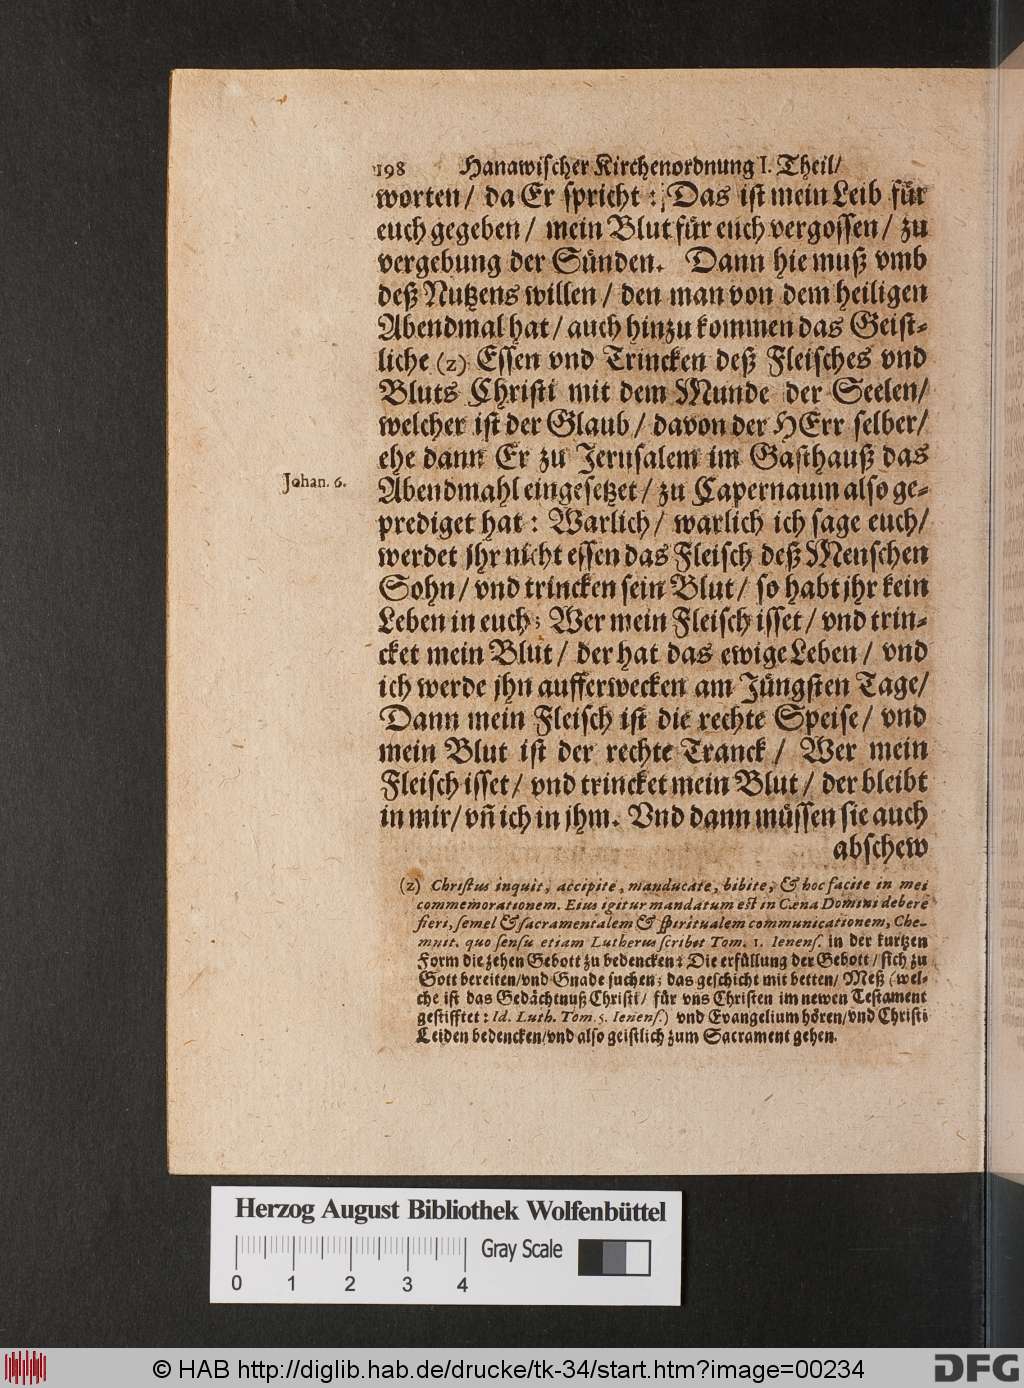 198 Hanawischer Kirchenordnung I. Theil/
worten/ da Er spricht: Das ist mein Leib für
euch gegeben/ mein Blut für euch vergossen/ zu
vergebung der Sünden. Dann hie muß vmb
deß Nutzens willen/ den man von dem heiligen
Abendmal hat/ auch hinzu kommen das Geist-
liche (z) Essen vnd Trincken deß Fleisches vnd
Bluts Christi mit dem Munde der Seelen/
welcher ist der Glaub/ davon der HErr selber/
ehe dann Er zu Jerusalem im Gasthauß das
Johan. 6.
Abendmahl eingesetzet/ zu Capernaum also ge-
prediget hat: Warlich/ warlich ich sage euch/
werdet jhr nicht essen das Fleisch deß Menschen
Sohn/ vnd trincken sein Blut/ so habt jhr kein
Leben in euch; Wer mein Fleisch isset/ vnd trin-
cket mein Blut/ der hat das ewige Leben/ vnd
ich werde jhn aufferwecken am Jüngsten Tage/
Dann mein Fleisch ist die rechte Speise/ vnd
mein Blut ist der rechte Tranck/ Wer mein
Fleisch isset/ vnd trincket mein Blut/ der bleibt
in mir/ vn̄ ich in jhm. Vnd dann müssen sie auch
abschew
(z) Christus inquit, accipite, manducate, bibite, & hoc facite in mei
commemorationem. Eius igitur mandatum est in Cæna Domini debere
fieri, semel & sacramentalem & spiritualem communicationem, Che-
mnit. quo sensu etiam Lutherus scribet Tom. 1. Ienens. in der kurtzen
Form die zehen Gebott zu bedencken: Die erfüllung der Gebott/ sich zu
Gott bereiten/vnd Gnade suchen; das geschicht mit betten/ Meß (wel-
che ist das Gedächtnuß Christi/ für vns Christen im newen Testament
gestifftet: Id. Luth. Tom. 5. Ienens.) vnd Evangelium hören/vnd Christi
Leiden bedencken/vnd also geistlich zum Sacrament gehen.
Herzog August Bibliothek Wolfenbüttel
Gray Scale
0 1 2 3 4
© HAB http://diglib.hab.de/drucke/tk-34/start.htm?image=00234
DFG